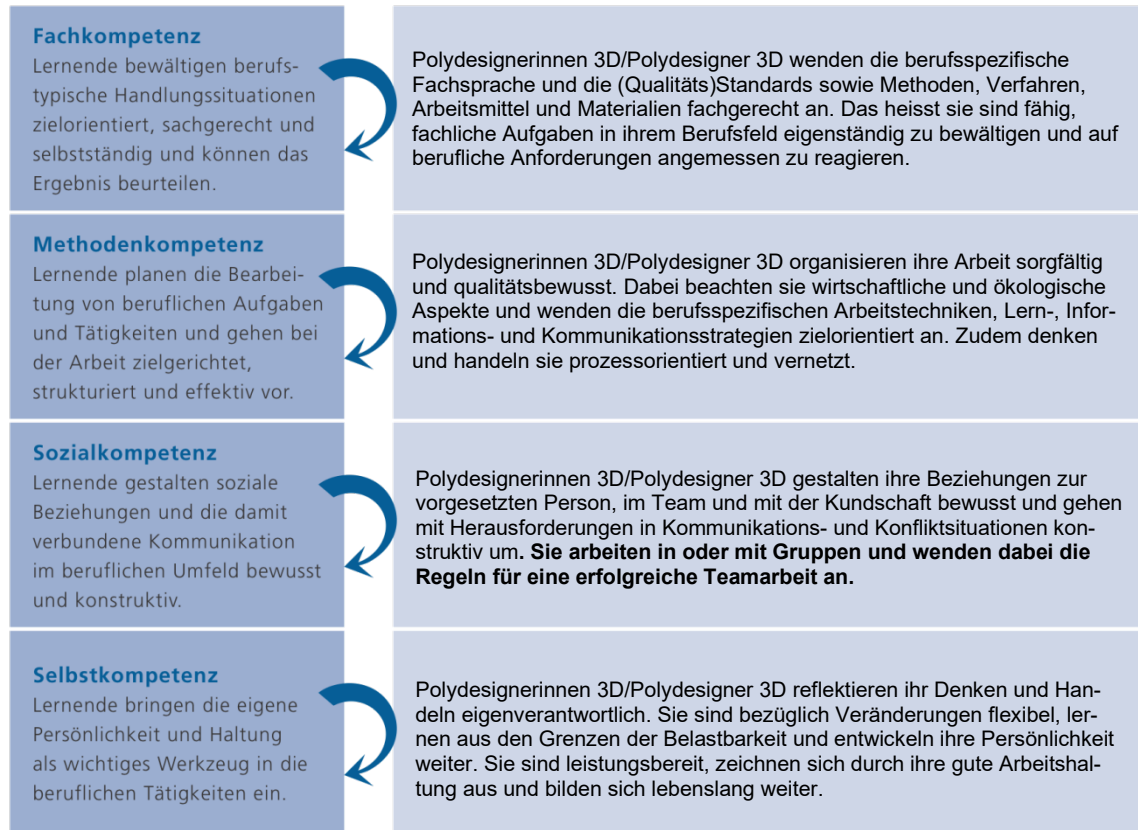 Fachkompetenz
Lernende bewältigen berufs-
typische Handlungssituationen
zielorientiert, sachgerecht und
selbstständig und können das
Ergebnis beurteilen.
Polydesignerinnen 3D/Polydesigner 3D wenden die berufsspezifische
Fachsprache und die (Qualitäts)Standards sowie Methoden, Verfahren,
Arbeitsmittel und Materialien fachgerecht an. Das heisst sie sind fähig,
fachliche Aufgaben in ihrem Berufsfeld eigenständig zu bewältigen und auf
berufliche Anforderungen angemessen zu reagieren.
Methodenkompetenz
Lernende planen die Bearbei-
tung von beruflichen Aufgaben
und Tätigkeiten und gehen bei
der Arbeit zielgerichtet,
strukturiert und effektiv vor.
Polydesignerinnen 3D/Polydesigner 3D organisieren ihre Arbeit sorgfältig
und qualitätsbewusst. Dabei beachten sie wirtschaftliche und ökologische
Aspekte und wenden die berufsspezifischen Arbeitstechniken, Lern-, Infor-
mations- und Kommunikationsstrategien zielorientiert an. Zudem denken
und handeln sie prozessorientiert und vernetzt.
Sozialkompetenz
Lernende gestalten soziale
Beziehungen und die damit
verbundene Kommunikation
im beruflichen Umfeld bewusst
und konstruktiv.
Polydesignerinnen 3D/Polydesigner 3D gestalten ihre Beziehungen zur
vorgesetzten Person, im Team und mit der Kundschaft bewusst und gehen
mit Herausforderungen in Kommunikations- und Konfliktsituationen kon-
struktiv um. Sie arbeiten in oder mit Gruppen und wenden dabei die
Regeln für eine erfolgreiche Teamarbeit an.
Selbstkompetenz
Lernende bringen die eigene
Persönlichkeit und Haltung
als wichtiges Werkzeug in die
beruflichen Tätigkeiten ein.
Polydesignerinnen 3D/Polydesigner 3D reflektieren ihr Denken und Han-
deln eigenverantwortlich. Sie sind bezüglich Veränderungen flexibel, ler-
nen aus den Grenzen der Belastbarkeit und entwickeln ihre Persönlichkeit
weiter. Sie sind leistungsbereit, zeichnen sich durch ihre gute Arbeitshal-
tung aus und bilden sich lebenslang weiter.